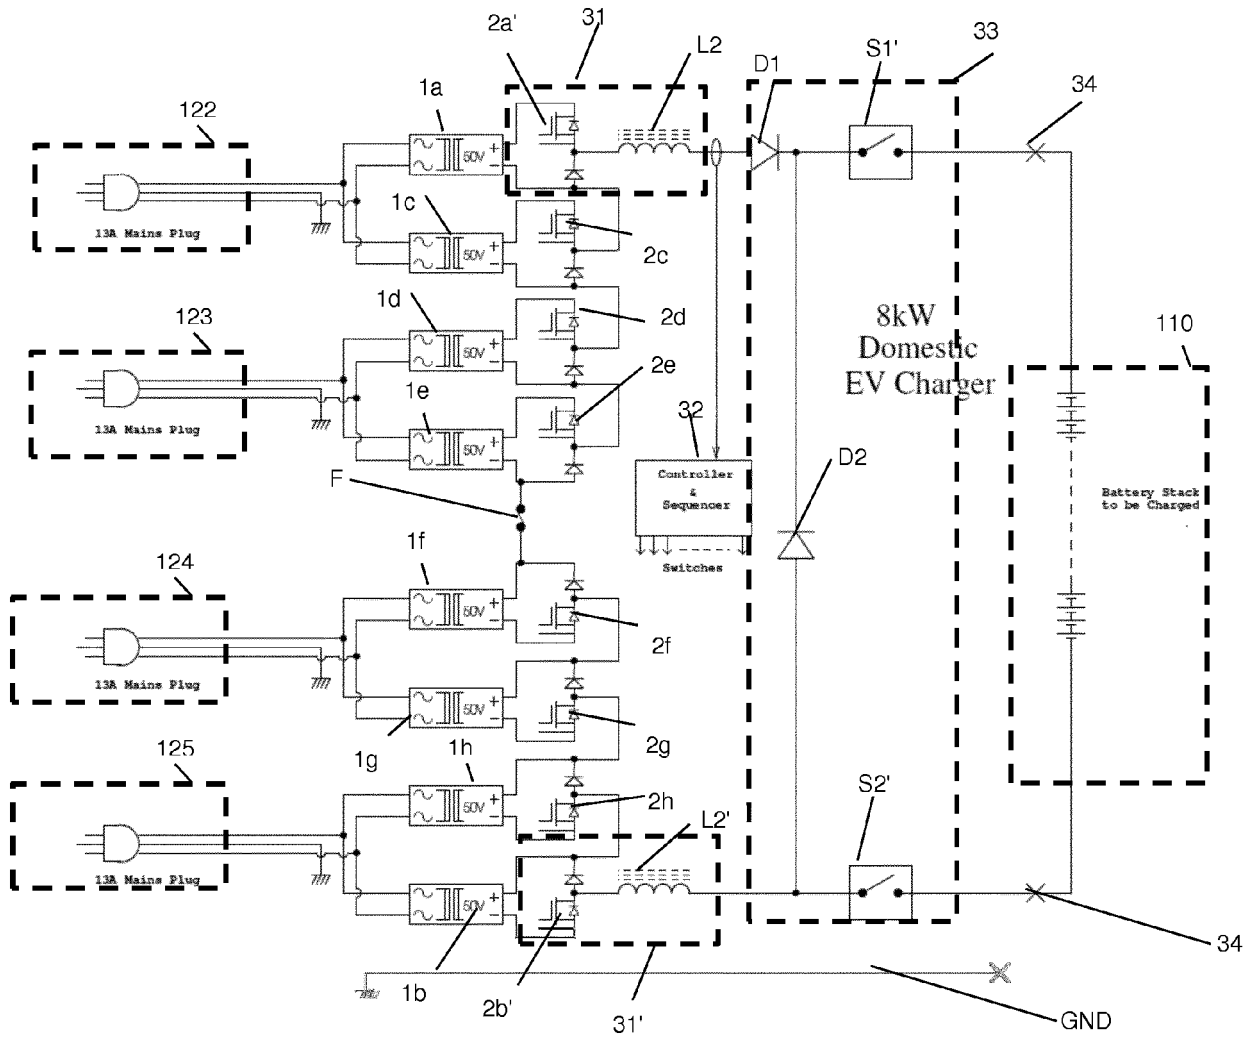 31
2a'
33
S1'
L2
D1
34
1a
122
50V
13A Mains Plug
1c
50V
2c
1d
2d
8kW
Domestic
EV Charger
123
110
50V
2e
1e
32
13A Mains Plug
50V
F
Controller
&
Sequencer
D2
Battery Stack
to be Charged
Switches
1f
124
50V
2f
13A Mains Plug
50V
2g
1g
1h
125
S2'
50V
2h
L2'
13A Mains Plug
50V
34
1b
2b'
31'
GND